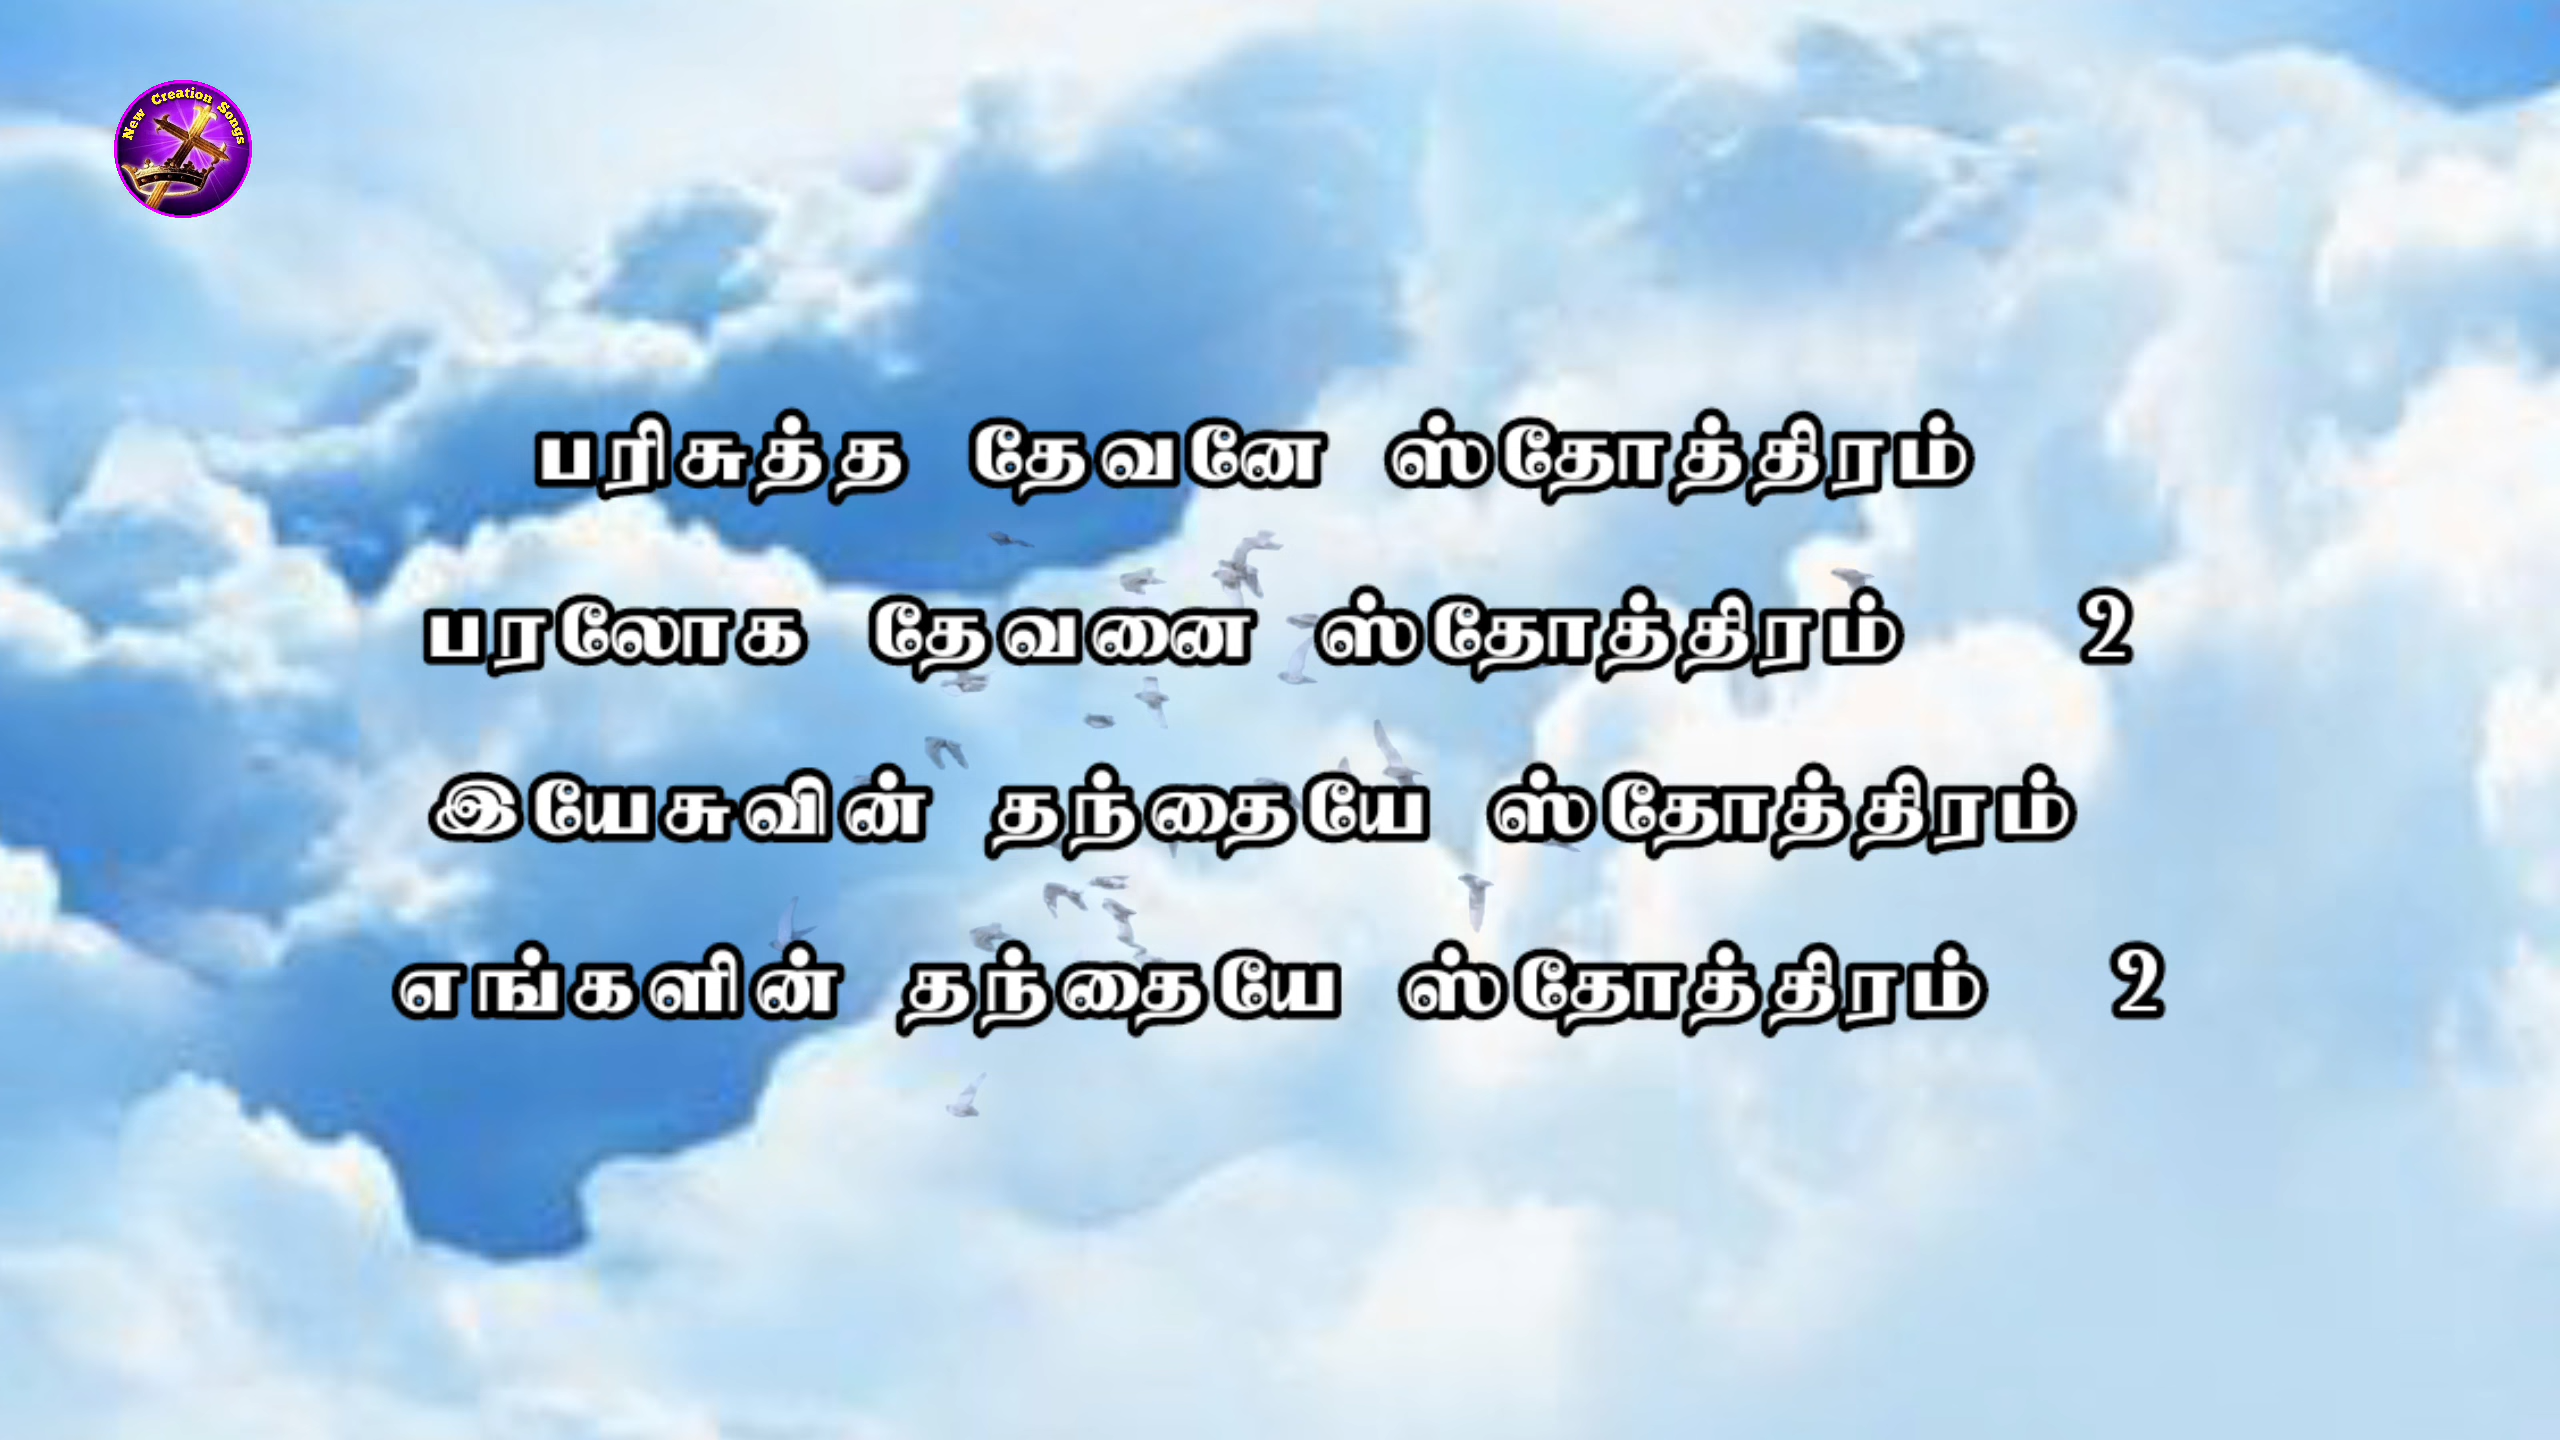 New Creation Songs
பரிசுத்த தேவனே ஸ்தோத்திரம்
பரலோக தேவனை ஸ்தோத்திரம் 2
இயேசுவின் தந்தையே ஸ்தோத்திரம்
எங்களின் தந்தையே ஸ்தோத்திரம் 2